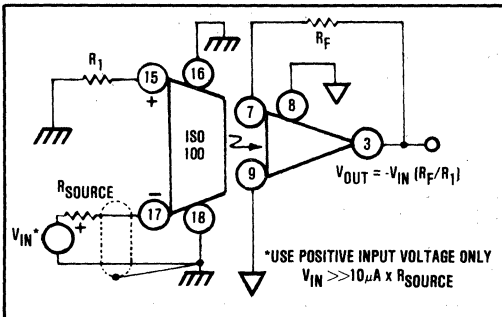 R1
15
+
16
ISO
100
7
8
RF
9
3
VOUT = -VIN (RF/R1)
RSOURCE
–
17
18
VIN*
+
*USE POSITIVE INPUT VOLTAGE ONLY
VIN >>10µA x RSOURCE